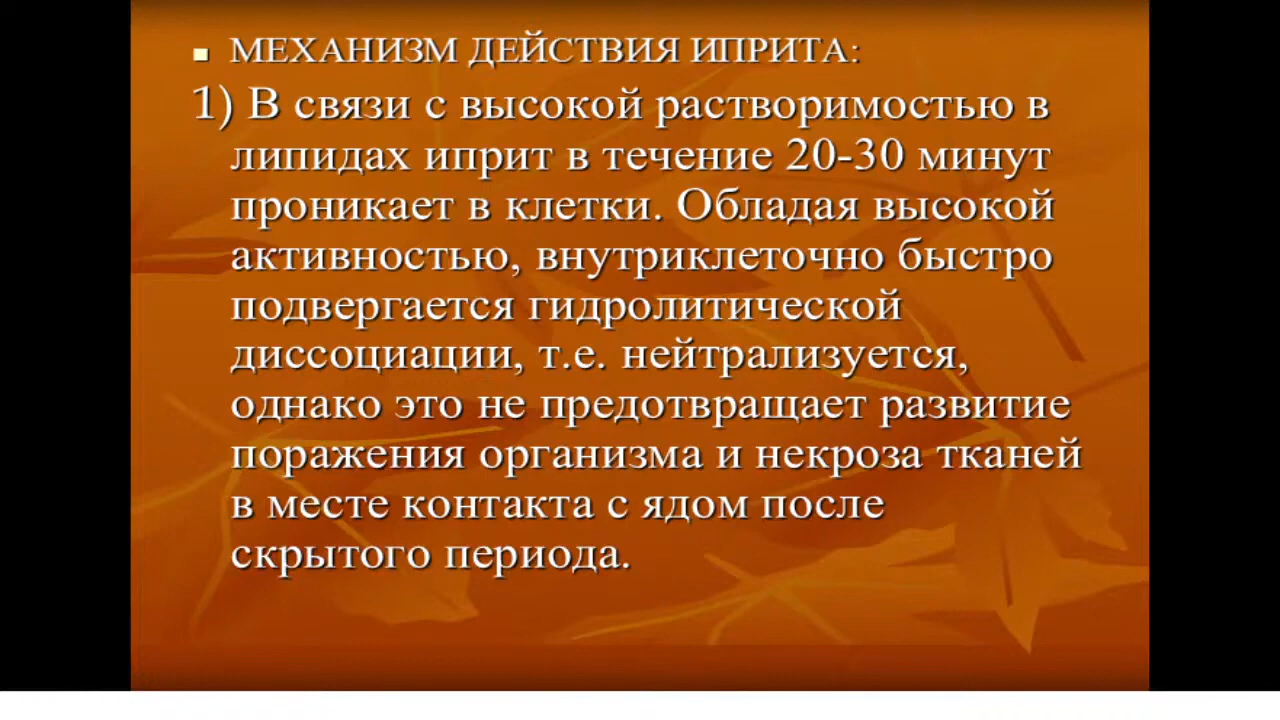 МЕХАНИЗМ ДЕЙСТВИЯ ИПРИТА:
1) В связи с высокой растворимостью в
липидах иприт в течение 20-30 минут
проникает в клетки. Обладая высокой
активностью, внутриклеточно быстро
подвергается гидролитической
диссоциации, т.е. нейтрализуется,
однако это не предотвращает развитие
поражения организма и некроза тканей
в месте контакта с ядом после
скрытого периода.